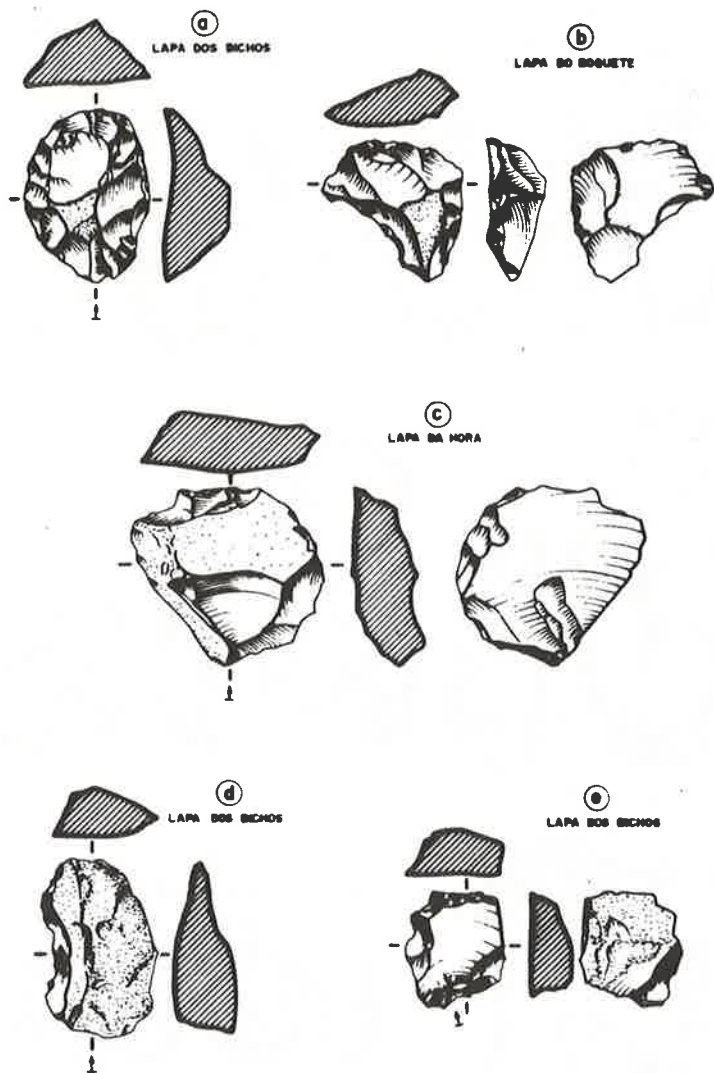 a
LAPA DOS BICHOS
b
LAPA DO BOQUETE
c
LAPA DA HORA
d
LAPA DOS BICHOS
e
LAPA DOS BICHOS